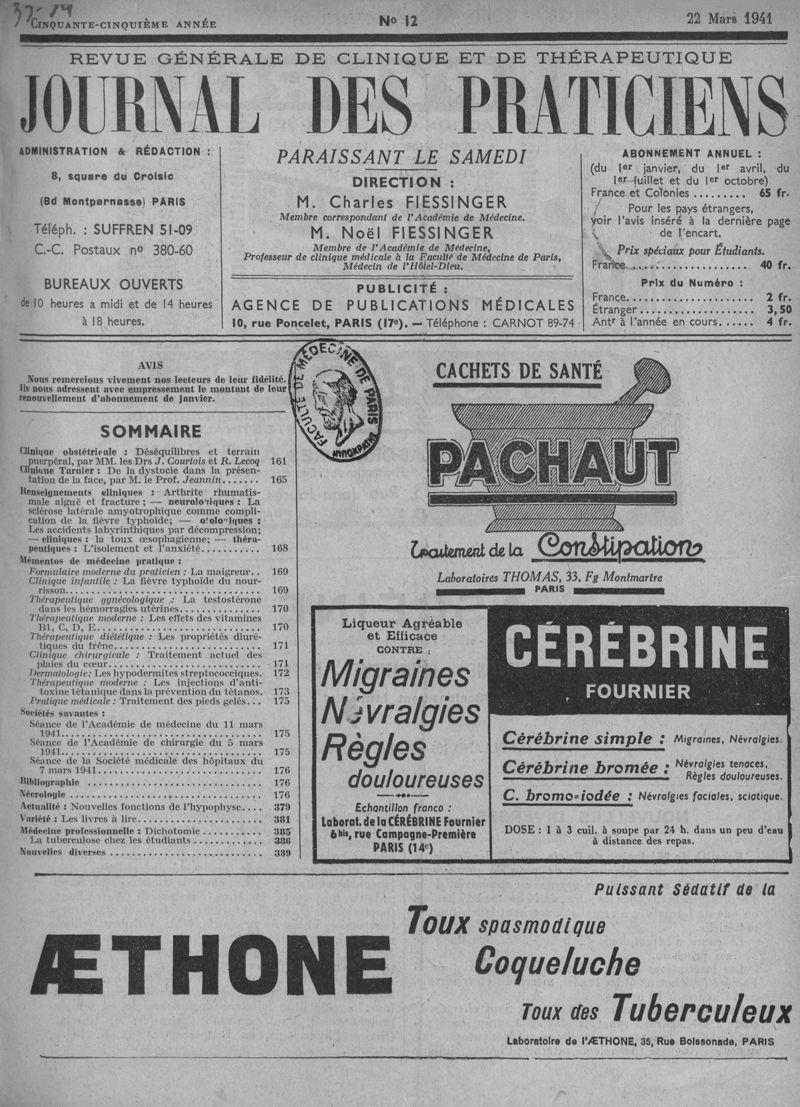 37-14
CINQUANTE-CINQUIÈME ANNÉE
No 12
22 Mars 1941
REVUE GÉNÉRALE DE CLINIQUE ET DE THÉRAPEUTIQUE
JOURNAL DES PRATICIENS
ADMINISTRATION & RÉDACTION :
8, square du Croisic
(Bd Montparnasse) PARIS
Téléph. : SUFFREN 51-09
C.-C. Postaux no 380-60
BUREAUX OUVERTS
de 10 heures a midi et de 14 heures
à 18 heures.
PARAISSANT LE SAMEDI
DIRECTION :
M. Charles FIESSINGER
Membre correspondant de l'Académie de Médecine.
M. Noël FIESSINGER
Membre de l'Académie de Médecine,
Professeur de clinique médicale à la Faculté de Médecine de Paris,
Médecin de l'Hôtel-Dieu.
PUBLICITÉ :
AGENCE DE PUBLICATIONS MÉDICALES
10, rue Poncelet, PARIS (17e). — Téléphone : CARNOT 89-74
ABONNEMENT ANNUEL :
(du 1er janvier, du 1er avril, du
1er juillet et du 1er octobre)
France et Colonies ......... 65 fr.
Pour les pays étrangers,
voir l'avis inséré à la dernière page
de l'encart.
Prix spéciaux pour Étudiants.
France .................... 40 fr.
Prix du Numéro :
France..................... 2 fr.
Étranger ................... 3,50
Antr à l'année en cours...... 4 fr.
AVIS
Nous remercions vivement nos lecteurs de leur fidélité.
Ils nous adressent avec empressement le montant de leur
renouvellement d'abonnement de janvier.
SOMMAIRE
Clinique obstétricale : Déséquilibres et terrain
puerpéral, par MM. les Drs J. Courtois et R. Lecoq 161
Clinique Tarnier : De la dystocie dans la présen-
tation de la face, par M. le Prof. Jeannin....... 165
Renseignements cliniques : Arthrite rhumatis-
male aiguë et fracture ; — neurologiques : La
sclérose latérale amyotrophique comme compli-
cation de la fièvre typhoïde; — otologiques :
Les accidents labyrinthiques par décompression;
— cliniques : la toux œsophagienne; — théra-
peutiques : L'isolement et l'anxiété........... 168
Mémentos de médecine pratique :
Formulaire moderne du praticien : La maigreur.. 169
Clinique infantile : La fièvre typhoïde du nour-
risson.................................... 169
Thérapeutique gynécologique : La testostérone
dans les hémorragies utérines............... 170
Thérapeutique moderne : Les effets des vitamines
B1, C, D, E............................... 170
Thérapeutique diététique : Les propriétés diuré-
tiques du frêne............................ 171
Clinique chirurgicale : Traitement actuel des
plaies du cœur............................ 171
Dermatologie: Les hypodermites streptococciques. 172
Thérapeutique moderne : Les injections d'anti-
toxine tétanique dans la prévention du tétanos. 173
Pratique médicale : Traitement des pieds gelés... 175
Sociétés savantes :
Séance de l'Académie de médecine du 11 mars
1941...................................... 175
Séance de l'Académie de chirurgie du 5 mars
1941...................................... 175
Séance de la Société médicale des hôpitaux du
7 mars 1941............................... 176
Bibliographie .............................. 176
Nécrologie ................................. 176
Actualité : Nouvelles fonctions de l'hypophyse.... 379
Variété : Les livres à lire................... 381
Médecine professionnelle : Dichotomie .......... 385
La tuberculose chez les étudiants ............ 386
Nouvelles diverses .......................... 389
FACULTÉ DE MÉDECINE DE PARIS
CACHETS DE SANTÉ
PACHAUT
Traitement de la Constipation
Laboratoires THOMAS, 33, Fg Montmartre
PARIS
Liqueur Agréable
et Efficace
CONTRE :
Migraines
Névralgies
Règles
douloureuses
Échantillon franco :
Laborat. de la CÉRÉBRINE Fournier
6 bis, rue Campagne-Première
PARIS (14e)
CÉRÉBRINE
FOURNIER
Cérébrine simple : Migraines, Névralgies.
Cérébrine bromée : Névralgies tenaces,
Règles douloureuses.
C. bromo-iodée : Névralgies faciales, sciatique.
DOSE : 1 à 3 cuil. à soupe par 24 h. dans un peu d'eau
à distance des repas.
Puissant Sédatif de la
ÆTHONE
Toux spasmodique
Coqueluche
Toux des Tuberculeux
Laboratoire de l'ÆTHONE, 35, Rue Boissonade, PARIS